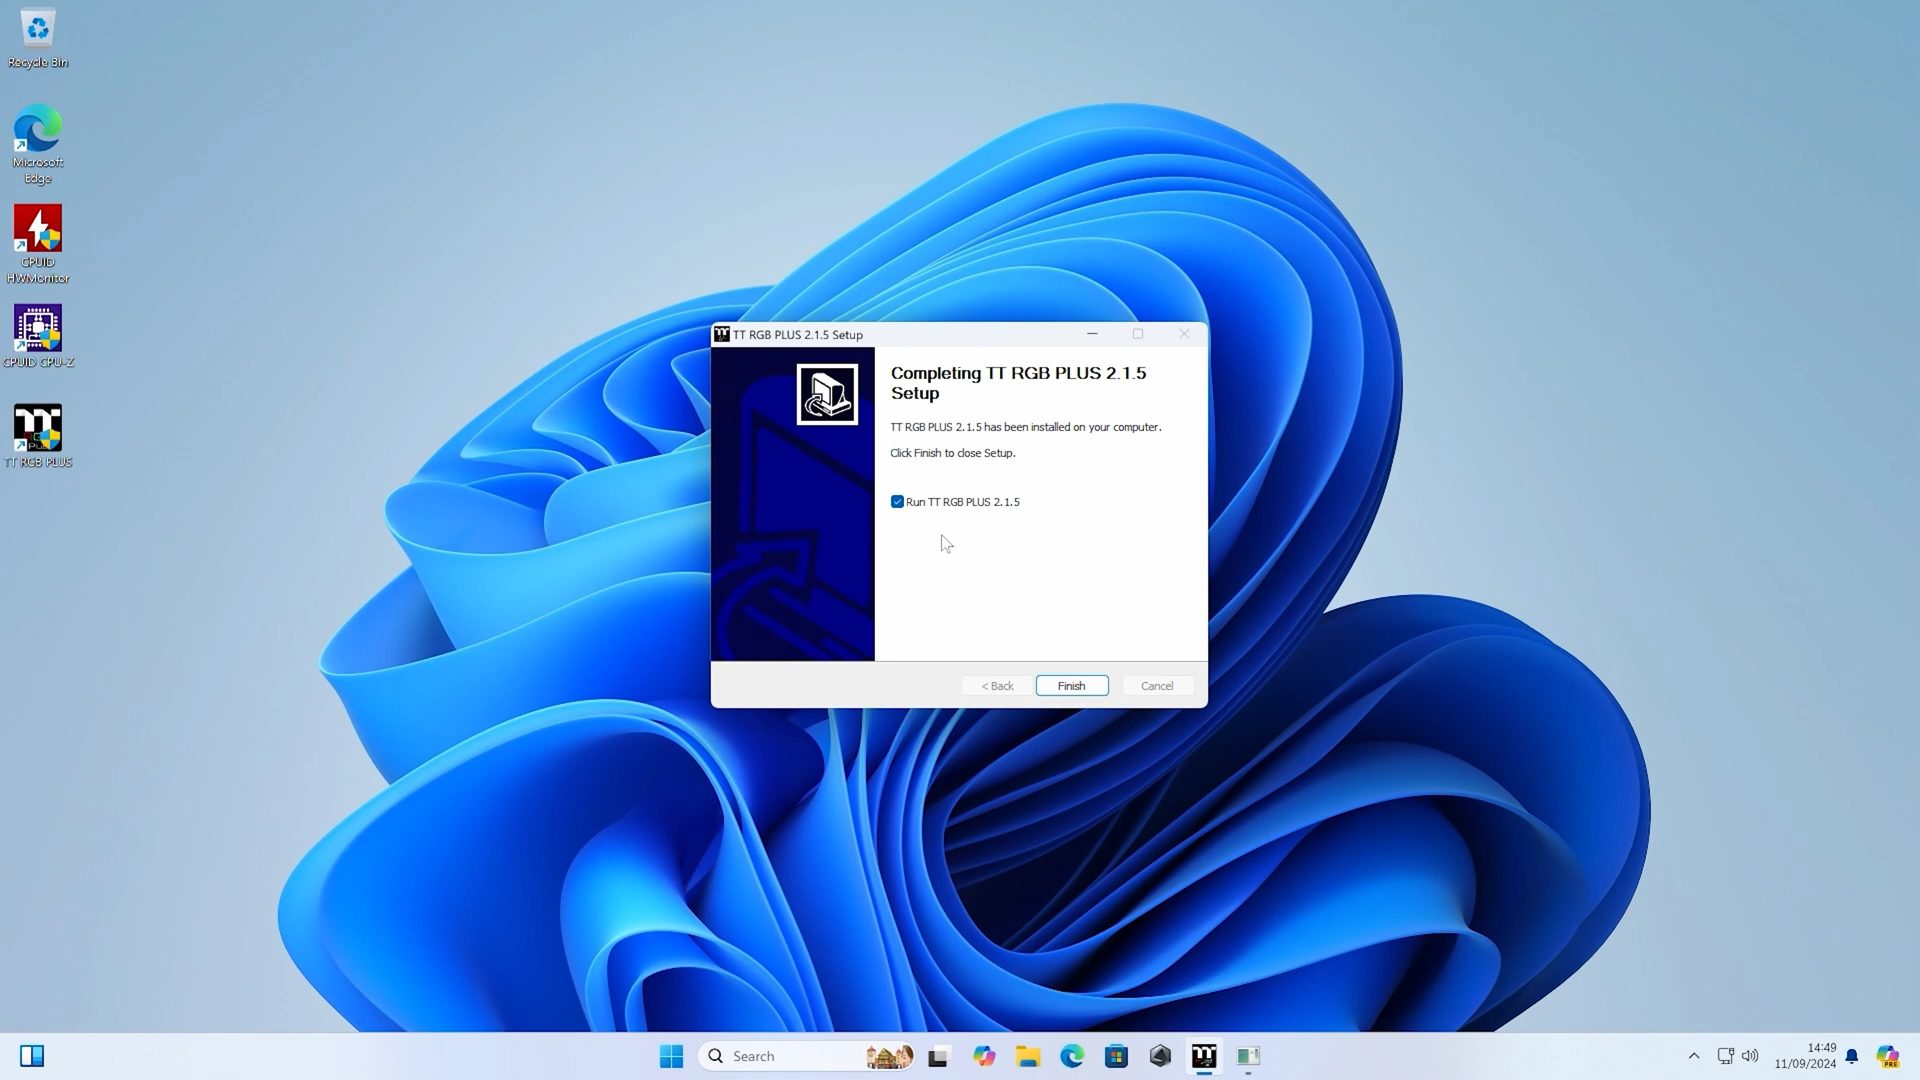 Recycle Bin
Microsoft
Edge
CPUID
HWMonitor
CPUID CPU-Z
TT RGB PLUS
TT RGB PLUS 2.1.5 Setup
Completing TT RGB PLUS 2.1.5
Setup
TT RGB PLUS 2.1.5 has been installed on your computer.
Click Finish to close Setup.
Run TT RGB PLUS 2.1.5
< Back
Finish
Cancel
Search
14:49
11/09/2024
PRE